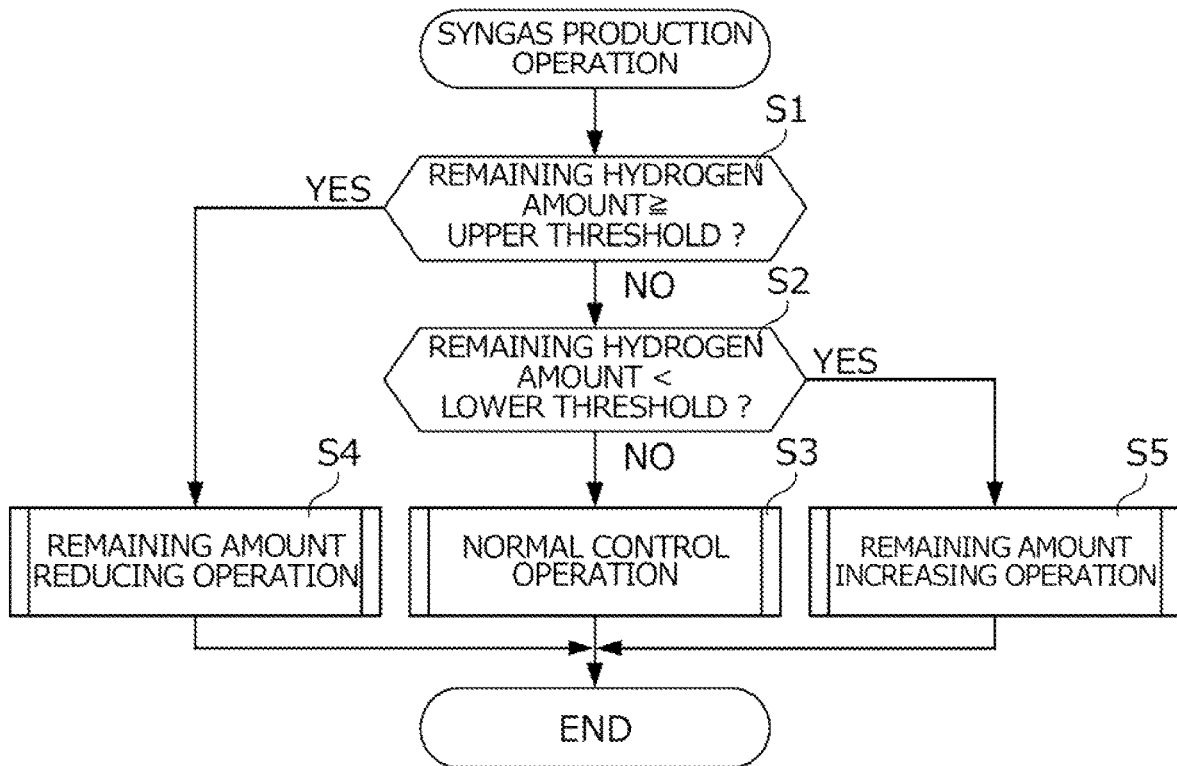 SYNGAS PRODUCTION
OPERATION
S1
REMAINING HYDROGEN
AMOUNT≧
UPPER THRESHOLD ?
YES
NO
S2
REMAINING HYDROGEN
AMOUNT <
LOWER THRESHOLD ?
YES
NO
S4
REMAINING AMOUNT
REDUCING OPERATION
S3
NORMAL CONTROL
OPERATION
S5
REMAINING AMOUNT
INCREASING OPERATION
END